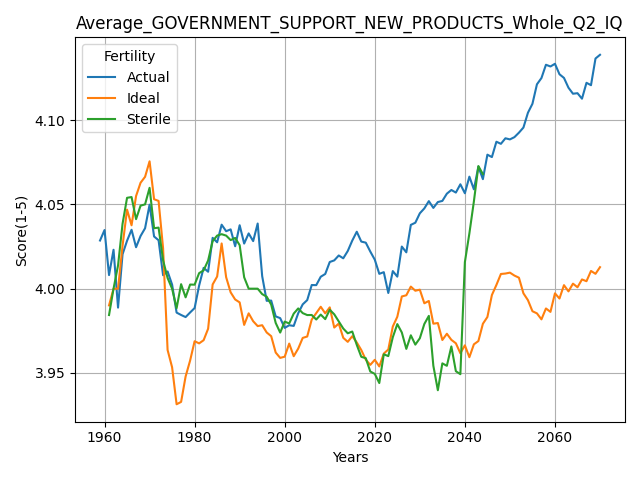 Average_GOVERNMENT_SUPPORT_NEW_PRODUCTS_Whole_Q2_IQ
Fertility
Actual
Ideal
Sterile
4.10
4.05
4.00
3.95
Score(1-5)
1960 1980 2000 2020 2040 2060
Years